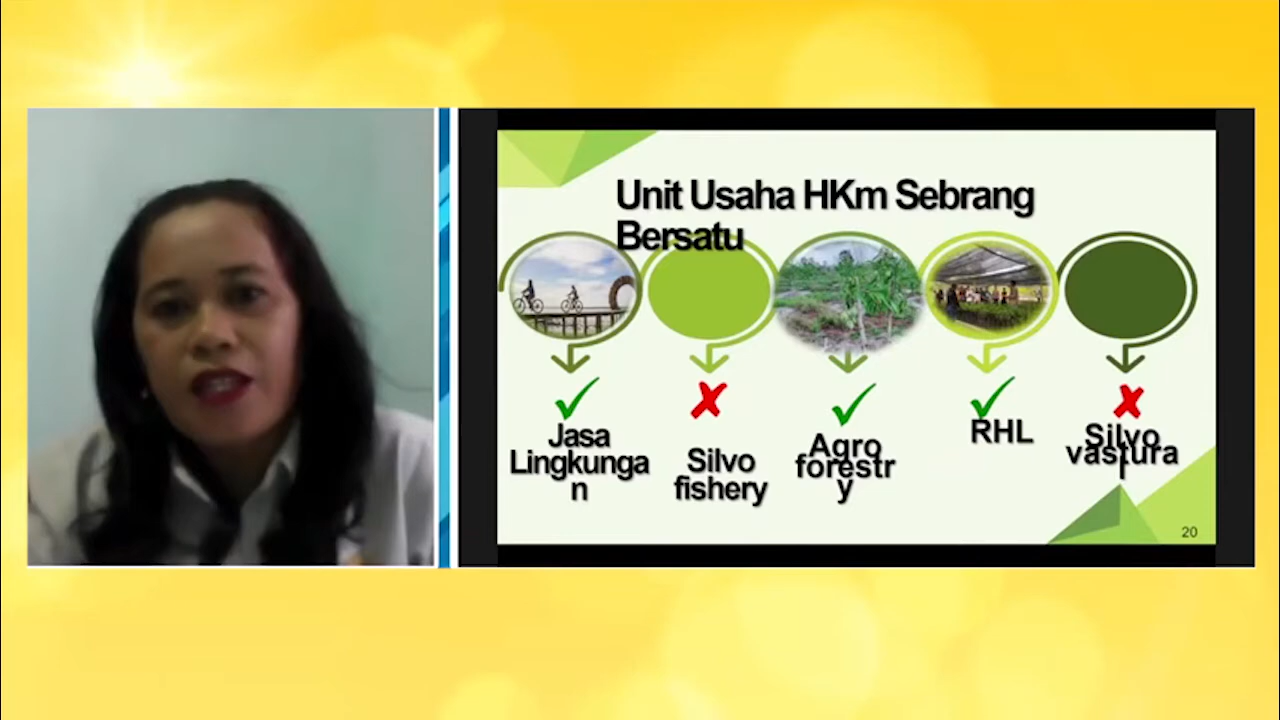 Unit Usaha HKm Sebrang
Bersatu
Jasa
Lingkunga
n
Silvo
fishery
Agro
forestr
y
RHL
Silvo
vastura
l
20